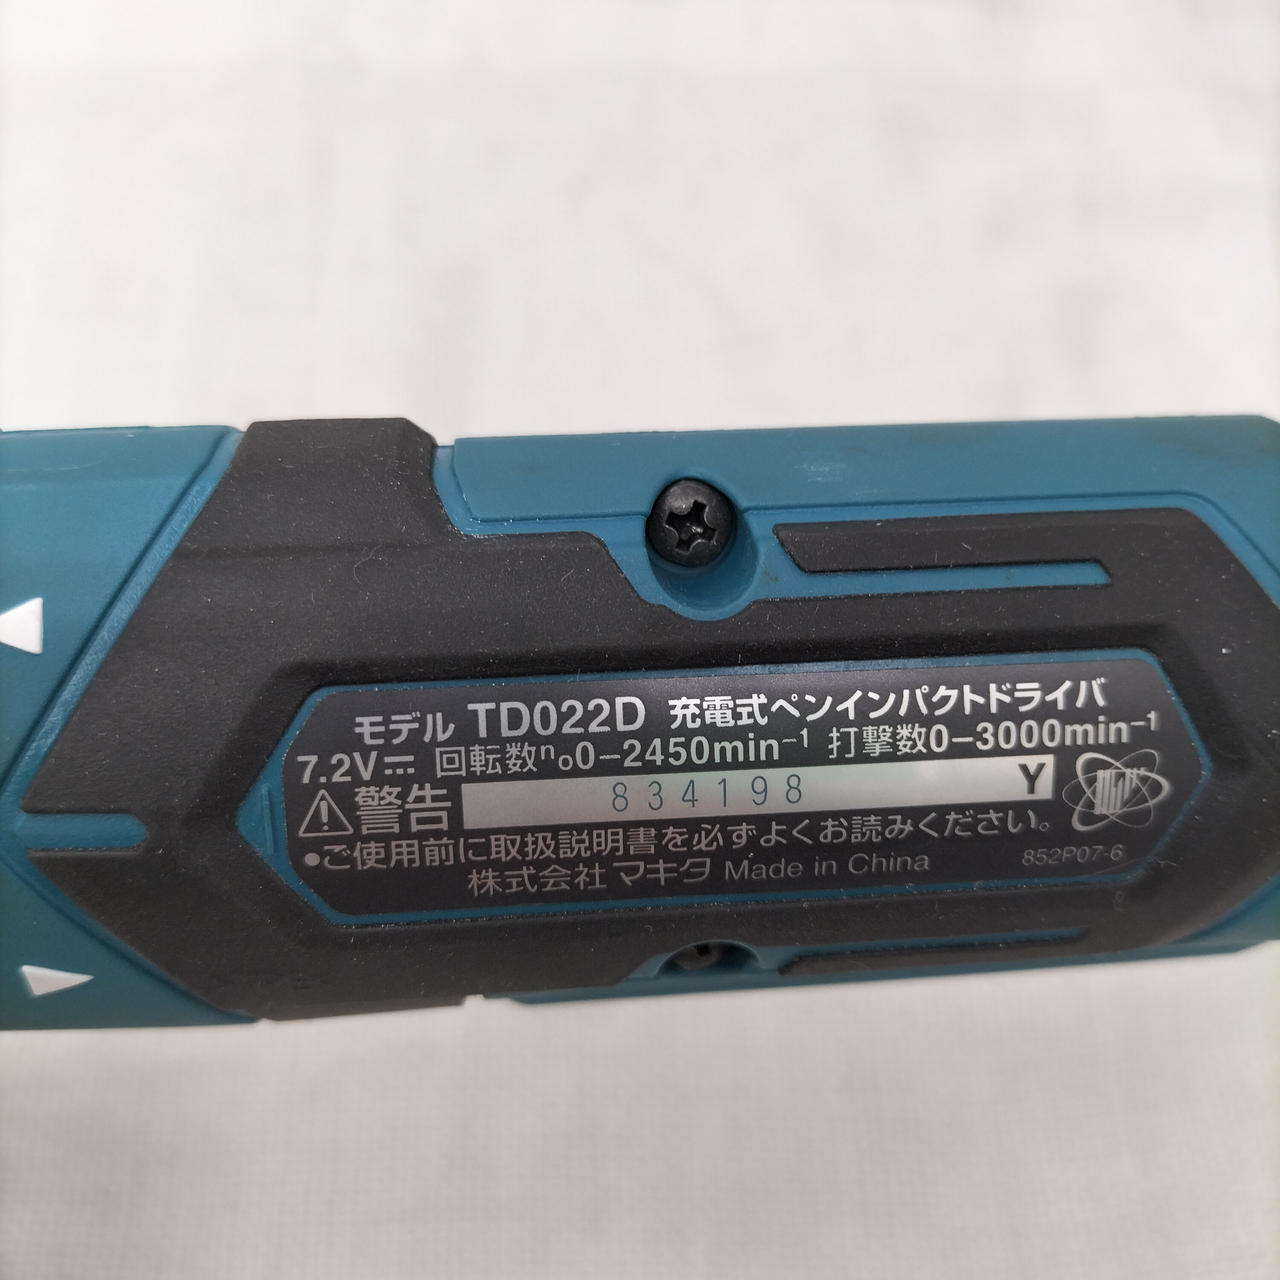 モデル TD022D 充電式ペンインパクトドライバ
7.2V⎓ 回転数n₀0-2450min⁻¹ 打撃数0-3000min⁻¹
⚠警告 834198 Y
●ご使用前に取扱説明書を必ずよくお読みください。
株式会社 マキタ Made in China 852P07-6